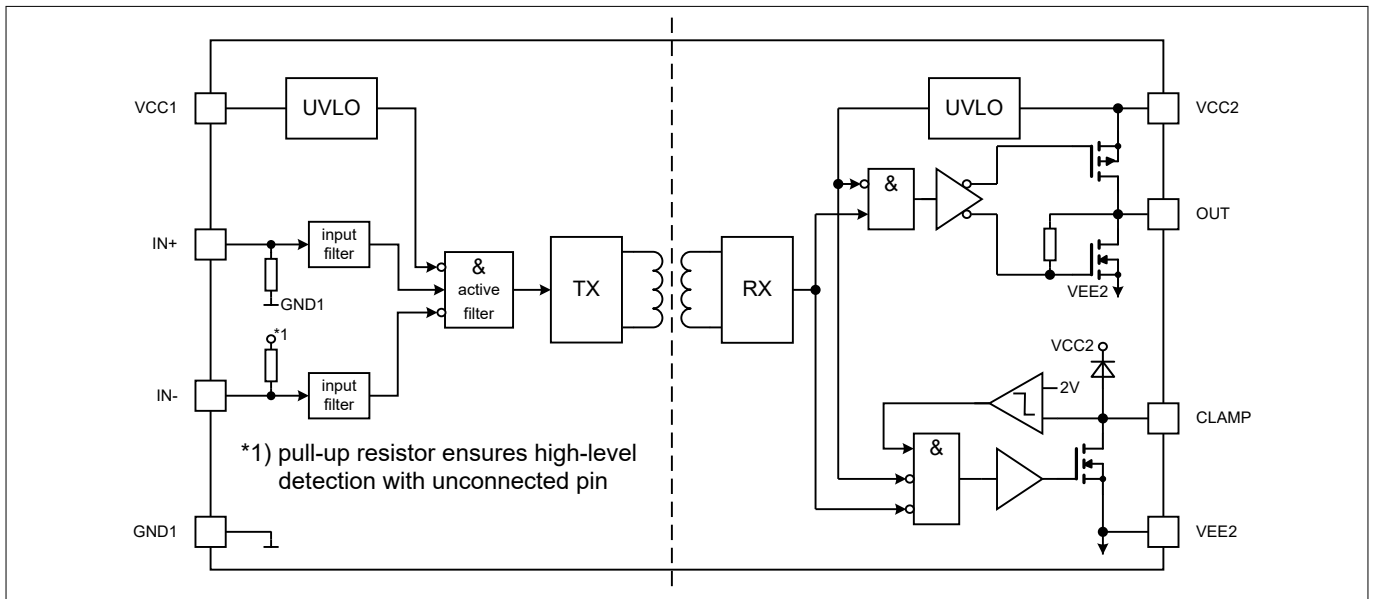 VCC1
UVLO
UVLO
VCC2
IN+
input
filter
GND1
&
active
filter
TX
RX
&
OUT
VEE2
*1
IN-
input
filter
VCC2
2V
CLAMP
&
*1) pull-up resistor ensures high-level
detection with unconnected pin
GND1
VEE2